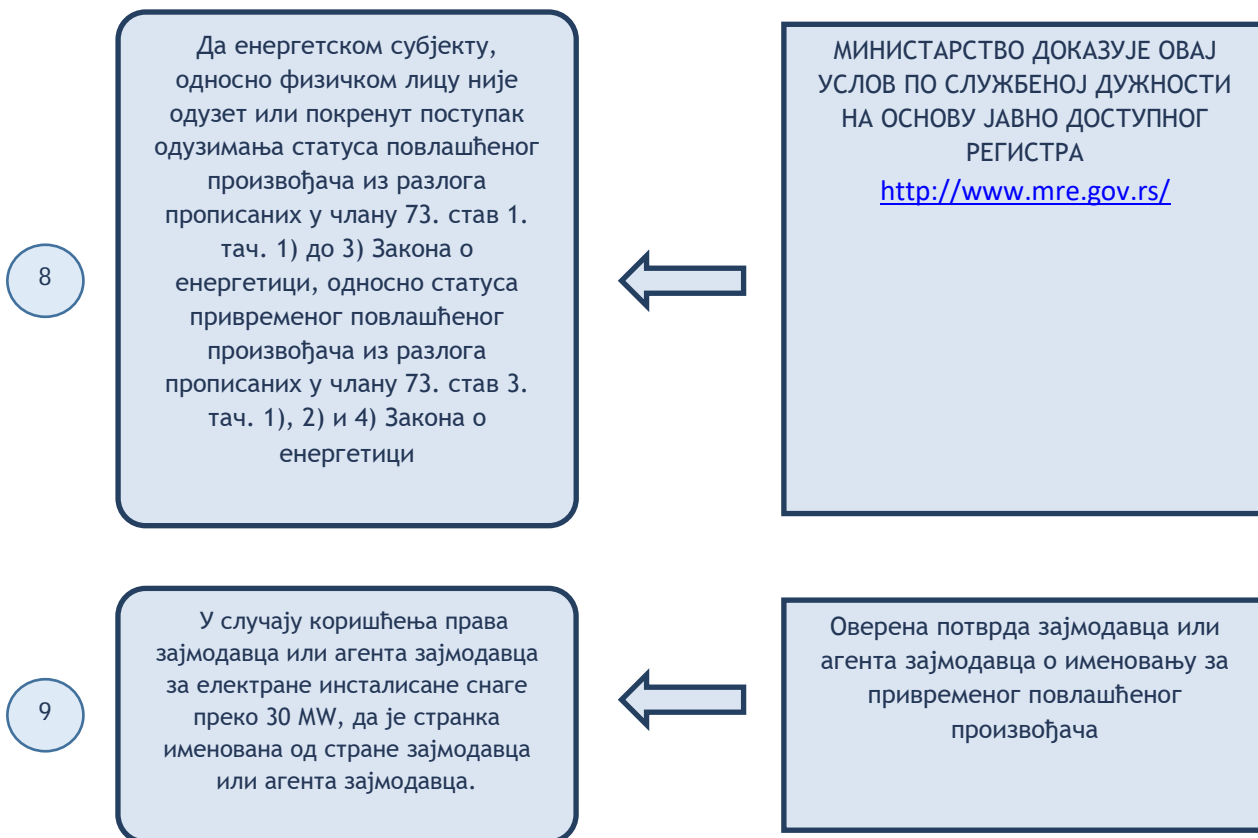 8
Да енергетском субјекту,
односно физичком лицу није
одузет или покренут поступак
одузимања статуса повлашћеног
произвођача из разлога
прописаних у члану 73. став 1.
тач. 1) до 3) Закона о
енергетици, односно статуса
привременог повлашћеног
произвођача из разлога
прописаних у члану 73. став 3.
тач. 1), 2) и 4) Закона о
енергетици
МИНИСТАРСТВО ДОКАЗУЈЕ ОВАЈ
УСЛОВ ПО СЛУЖБЕНОЈ ДУЖНОСТИ
НА ОСНОВУ ЈАВНО ДОСТУПНОГ
РЕГИСТРА
http://www.mre.gov.rs/
9
У случају коришћења права
зајмодавца или агента зајмодавца
за електране инсталисане снаге
преко 30 MW, да је странка
именована од стране зајмодавца
или агента зајмодавца.
Оверена потврда зајмодавца или
агента зајмодавца о именовању за
привременог повлашћеног
произвођача